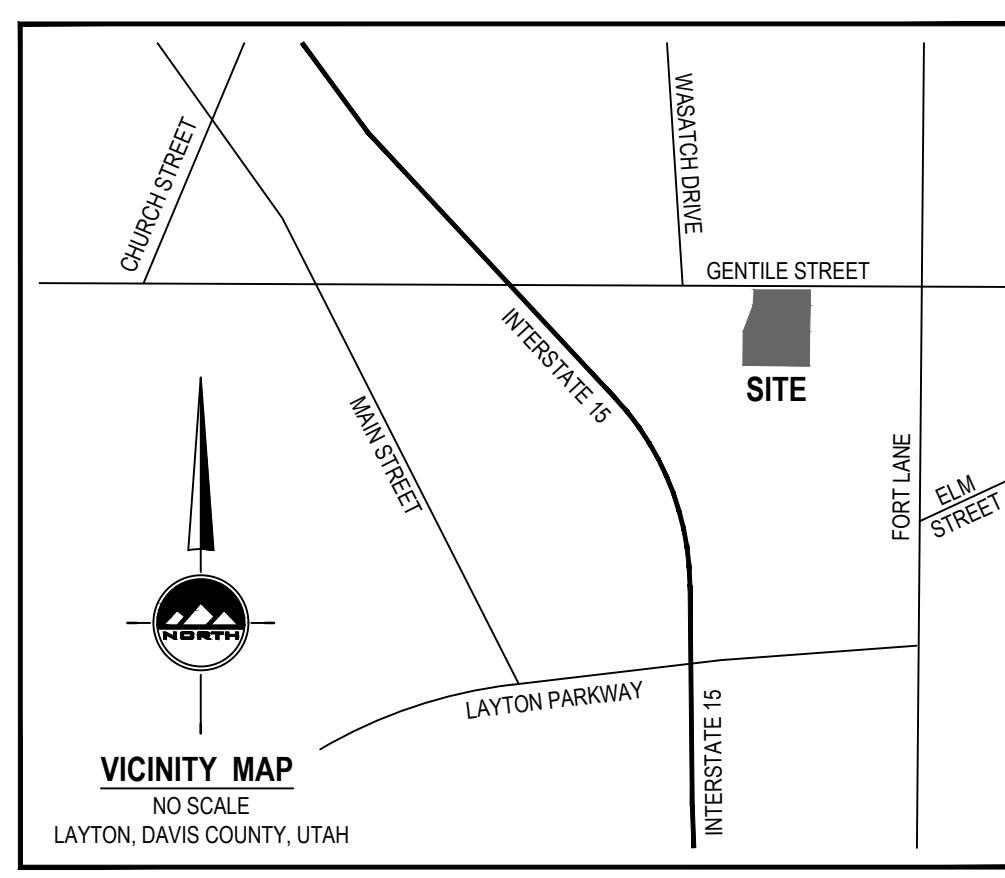 CHURCH STREET
WASATCH DRIVE
GENTILE STREET
SITE
INTERSTATE 15
MAIN STREET
FORT LANE
ELM
STREET
NORTH
LAYTON PARKWAY
INTERSTATE 15
VICINITY MAP
NO SCALE
LAYTON, DAVIS COUNTY, UTAH